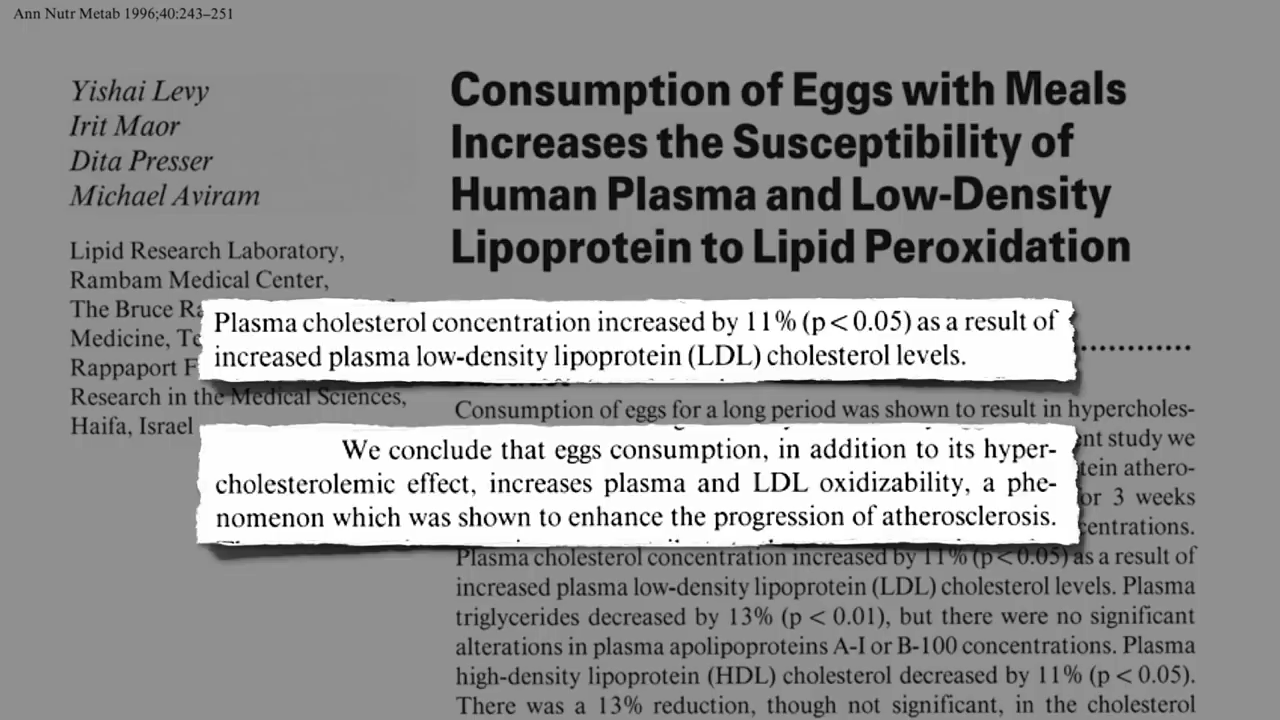 Ann Nutr Metab 1996;40:243–251
Yishai Levy
Irit Maor
Dita Presser
Michael Aviram
Lipid Research Laboratory,
Rambam Medical Center,
The Bruce
Medicine,
Rappaport
Research in the Medical Sciences,
Haifa, Israel
Consumption of Eggs with Meals
Increases the Susceptibility of
Human Plasma and Low-Density
Lipoprotein to Lipid Peroxidation
Plasma cholesterol concentration increased by 11% (p<0.05) as a result of
increased plasma low-density lipoprotein (LDL) cholesterol levels.
Consumption of eggs for a long period was shown to result in hypercholes-
study we
We conclude that eggs consumption, in addition to its hyper-
cholesterolemic effect, increases plasma and LDL oxidizability, a phe-
nomenon which was shown to enhance the progression of atherosclerosis.
athero-
3 weeks
Plasma cholesterol concentration increased by 11% (p<0.05) as a result of
increased plasma low-density lipoprotein (LDL) cholesterol levels. Plasma
triglycerides decreased by 13% (p < 0.01), but there were no significant
alterations in plasma apolipoproteins A-I or B-100 concentrations. Plasma
high-density lipoprotein (HDL) cholesterol decreased by 11% (p < 0.05).
There was a 13% reduction, though not significant, in the cholesterol